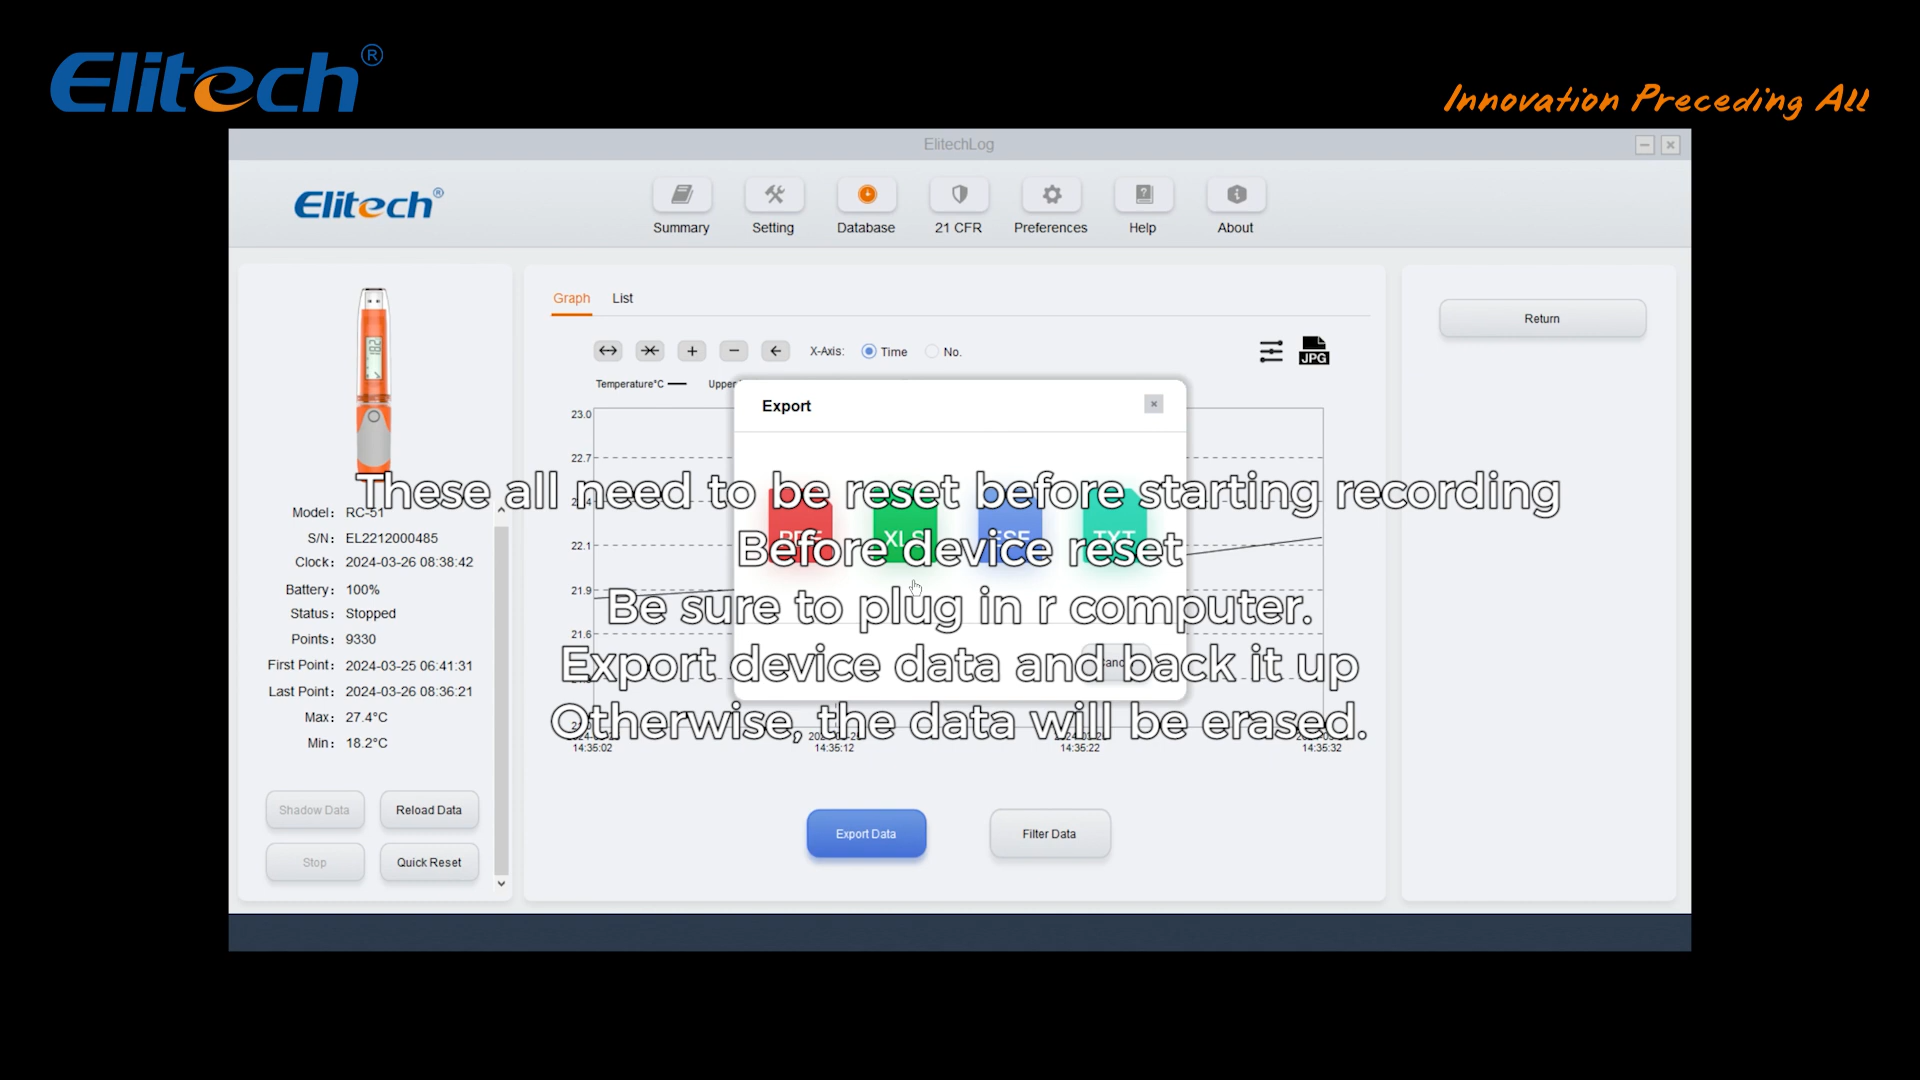 Elitech®
Innovation Preceding All
ElitechLog
Elitech®
Summary
Setting
Database
21 CFR
Preferences
Help
About
Graph List
Return
X-Axis: Time No.
JPG
Temperature°C
Upper
Export
23.0
22.7
22.1
21.9
21.6
These all need to be reset before starting recording
Before device reset
Be sure to plug in r computer.
Export device data and back it up
Otherwise, the data will be erased.
XLS
TXT
14:35:02
14:35:12
14:35:22
14:35:32
Model: RC-51
S/N: EL2212000485
Clock: 2024-03-26 08:38:42
Battery: 100%
Status: Stopped
Points: 9330
First Point: 2024-03-25 06:41:31
Last Point: 2024-03-26 08:36:21
Max: 27.4°C
Min: 18.2°C
Shadow Data
Reload Data
Stop
Quick Reset
Export Data
Filter Data